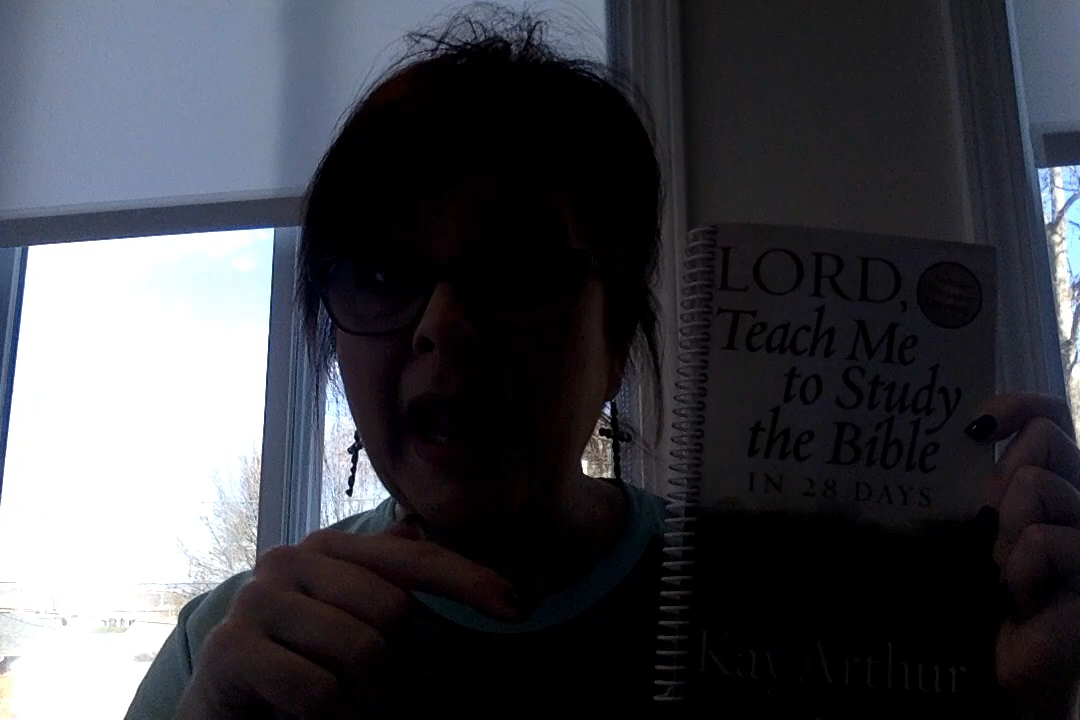 LORD,
Teach Me
to Study
the Bible
IN 28 DAYS
Kay Arthur